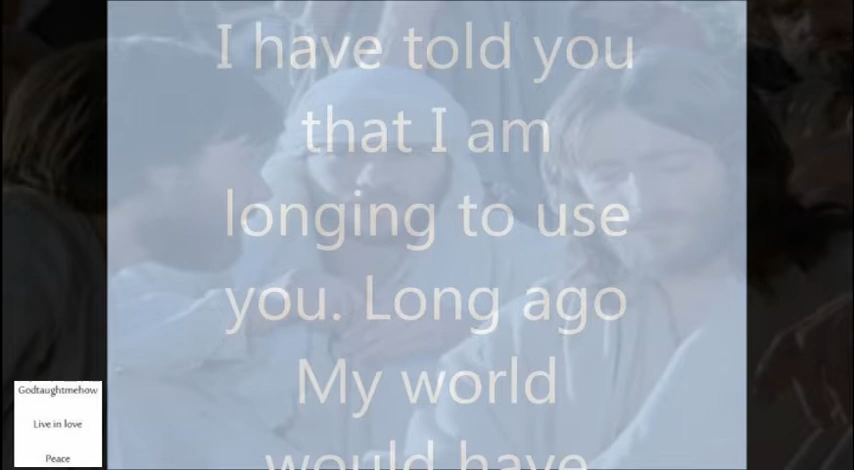 I have told you
that I am
longing to use
you. Long ago
My world
would have
Godtaughtmehow
Live in love
Peace